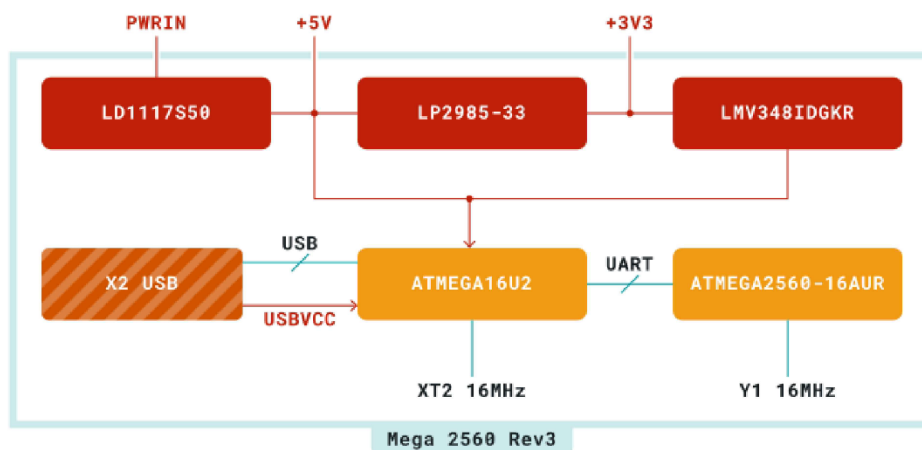 PWRIN +5V +3V3
LD1117S50 LP2985-33 LMV348IDGKR
USB
X2 USB ATMEGA16U2 UART ATMEGA2560-16AUR
USBVCC
XT2 16MHz Y1 16MHz
Mega 2560 Rev3